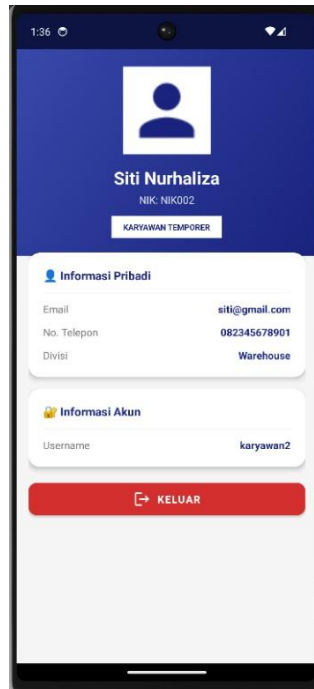 1:36
Siti Nurhaliza
NIK: NIK002
KARYAWAN TEMPORER
Informasi Pribadi
Email siti@gmail.com
No. Telepon 082345678901
Divisi Warehouse
Informasi Akun
Username karyawan2
KELUAR